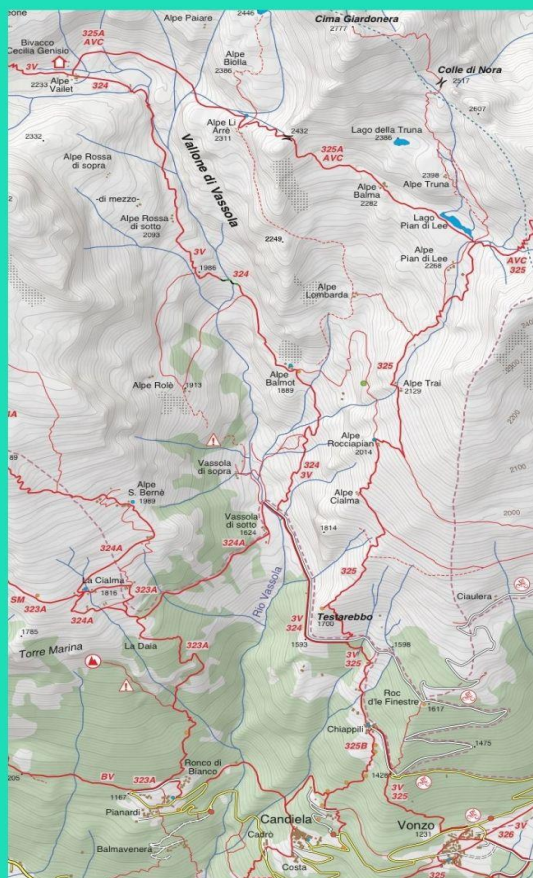 eone
Alpe Paiare
2446
Cima Giardonera
2777
Bivacco
Cecilia Genisio
325A
AVC
3V
Alpe
Vailet
2233
324
Alpe
Biolla
2386
Colle di Nora
2517
2607
Alpe Li
Arrè
2311
2432
Lago della Truna
2386
2332
Vallone di Vassola
325A
AVC
Alpe Rossa
di sopra
2398
Alpe Truna
Alpe
Balma
2282
-di mezzo-
Alpe Rossa
di sotto
2093
Lago
Pian di Lee
2249
3V
324
1986
Alpe
Pian di Lee
2268
AVC
325
Alpe
Lombarda
325
Alpe
Balmot
1889
Alpe Rolè
1913
Alpe Trai
2129
2200
2100
2000
Alpe
Rocciapian
2014
Vassola
di sopra
324
3V
Alpe
S. Bernè
1989
Alpe
Cialma
Vassola
di sotto
1624
1814
324A
324A
La Cialma
1816
323A
SM
323A
324A
325
Rio Vassola
Ciaulera
3V
324
Testarebbo
1700
1785
La Daia
323A
1593
3V
325
1598
Torre Marina
Roc
d'le Finestre
1617
Chiappili
325B
1475
1426
Ronco di
Bianco
205
BV
323A
1167
Pianardi
3V
325
Candiela
Cadrò
Vonzo
1231
3V
326
Balmavenera
Costa
325